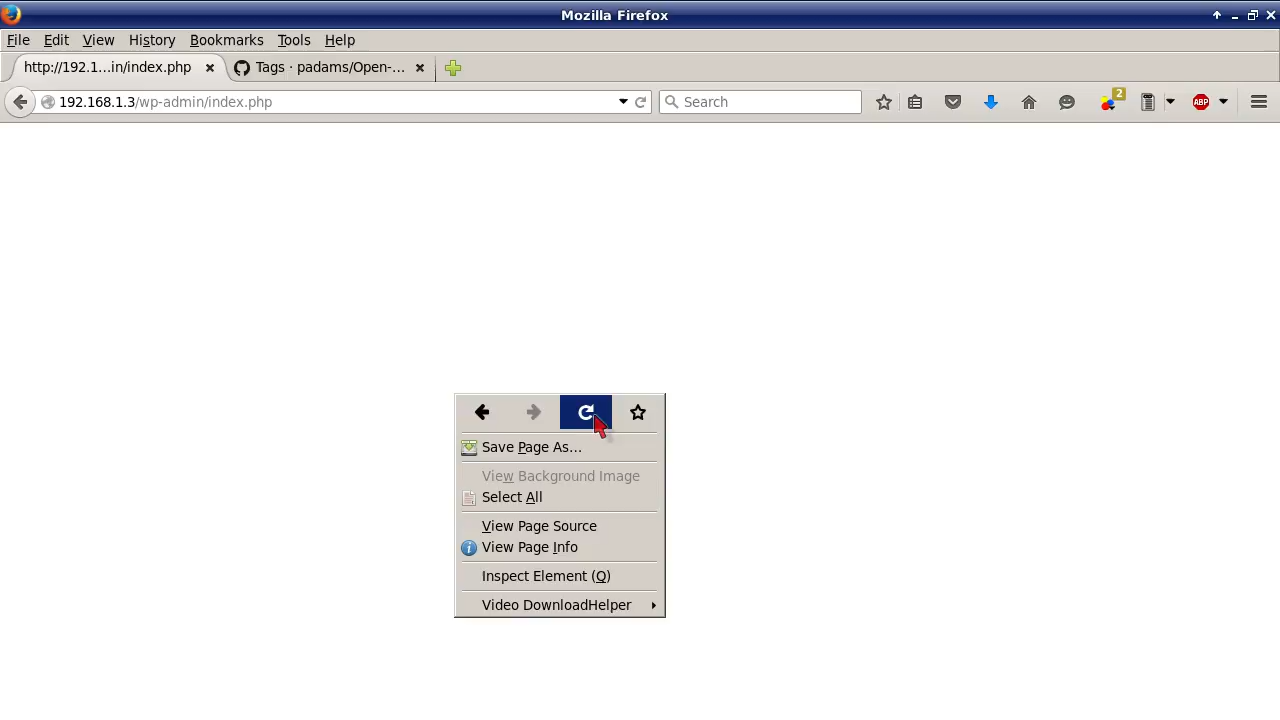 Mozilla Firefox
File Edit View History Bookmarks Tools Help
http://192.1...in/index.php Tags · padams/Open-...
192.168.1.3/wp-admin/index.php Search 2 ABP
Save Page As...
View Background Image
Select All
View Page Source
View Page Info
Inspect Element (Q)
Video DownloadHelper